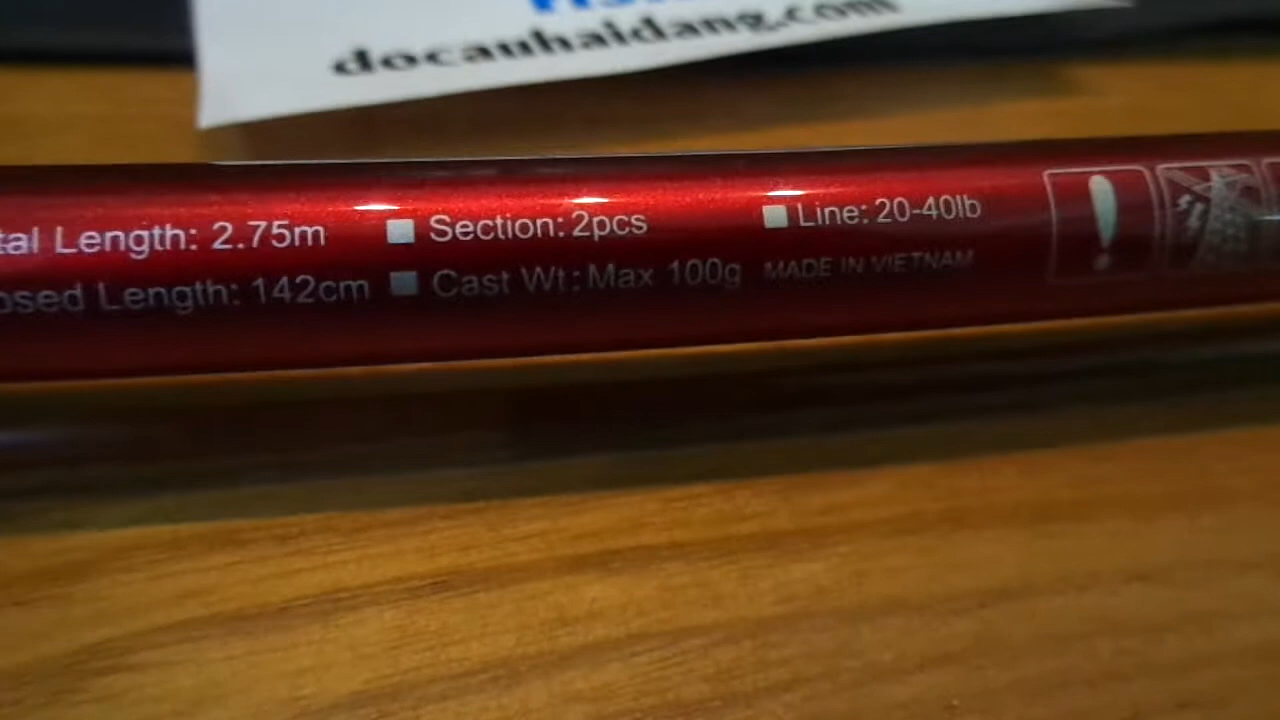 docauhaidang.com
tal Length: 2.75m ■ Section: 2pcs ■ Line: 20-40lb
osed Length: 142cm ■ Cast Wt: Max 100g MADE IN VIETNAM